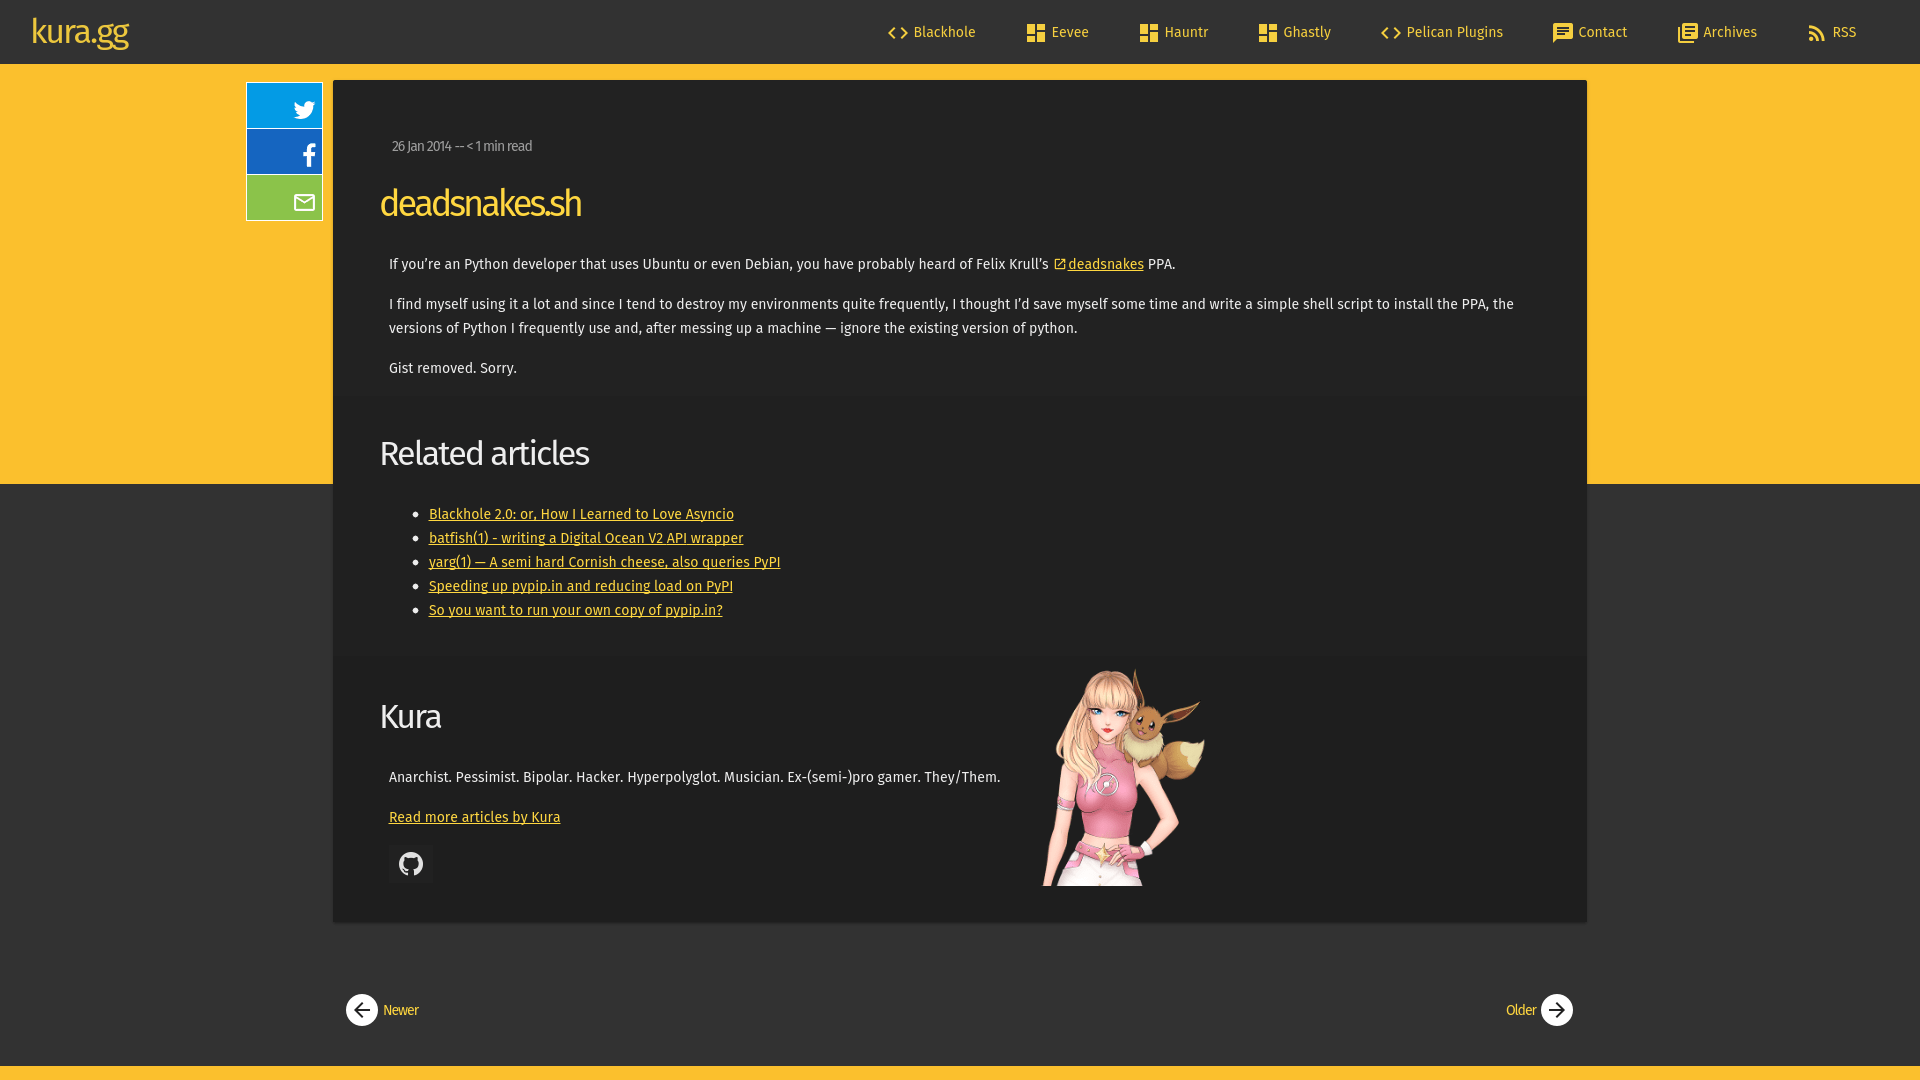 kura.gg
Blackhole
Eevee
Hauntr
Ghastly
Pelican Plugins
Contact
Archives
RSS
26 Jan 2014 -- < 1 min read
deadsnakes.sh
If you’re an Python developer that uses Ubuntu or even Debian, you have probably heard of Felix Krull’s deadsnakes PPA.
I find myself using it a lot and since I tend to destroy my environments quite frequently, I thought I’d save myself some time and write a simple shell script to install the PPA, the
versions of Python I frequently use and, after messing up a machine — ignore the existing version of python.
Gist removed. Sorry.
Related articles
Blackhole 2.0: or, How I Learned to Love Asyncio
batfish(1) - writing a Digital Ocean V2 API wrapper
yarg(1) — A semi hard Cornish cheese, also queries PyPI
Speeding up pypip.in and reducing load on PyPI
So you want to run your own copy of pypip.in?
Kura
Anarchist. Pessimist. Bipolar. Hacker. Hyperpolyglot. Musician. Ex-(semi-)pro gamer. They/Them.
Read more articles by Kura
Newer
Older